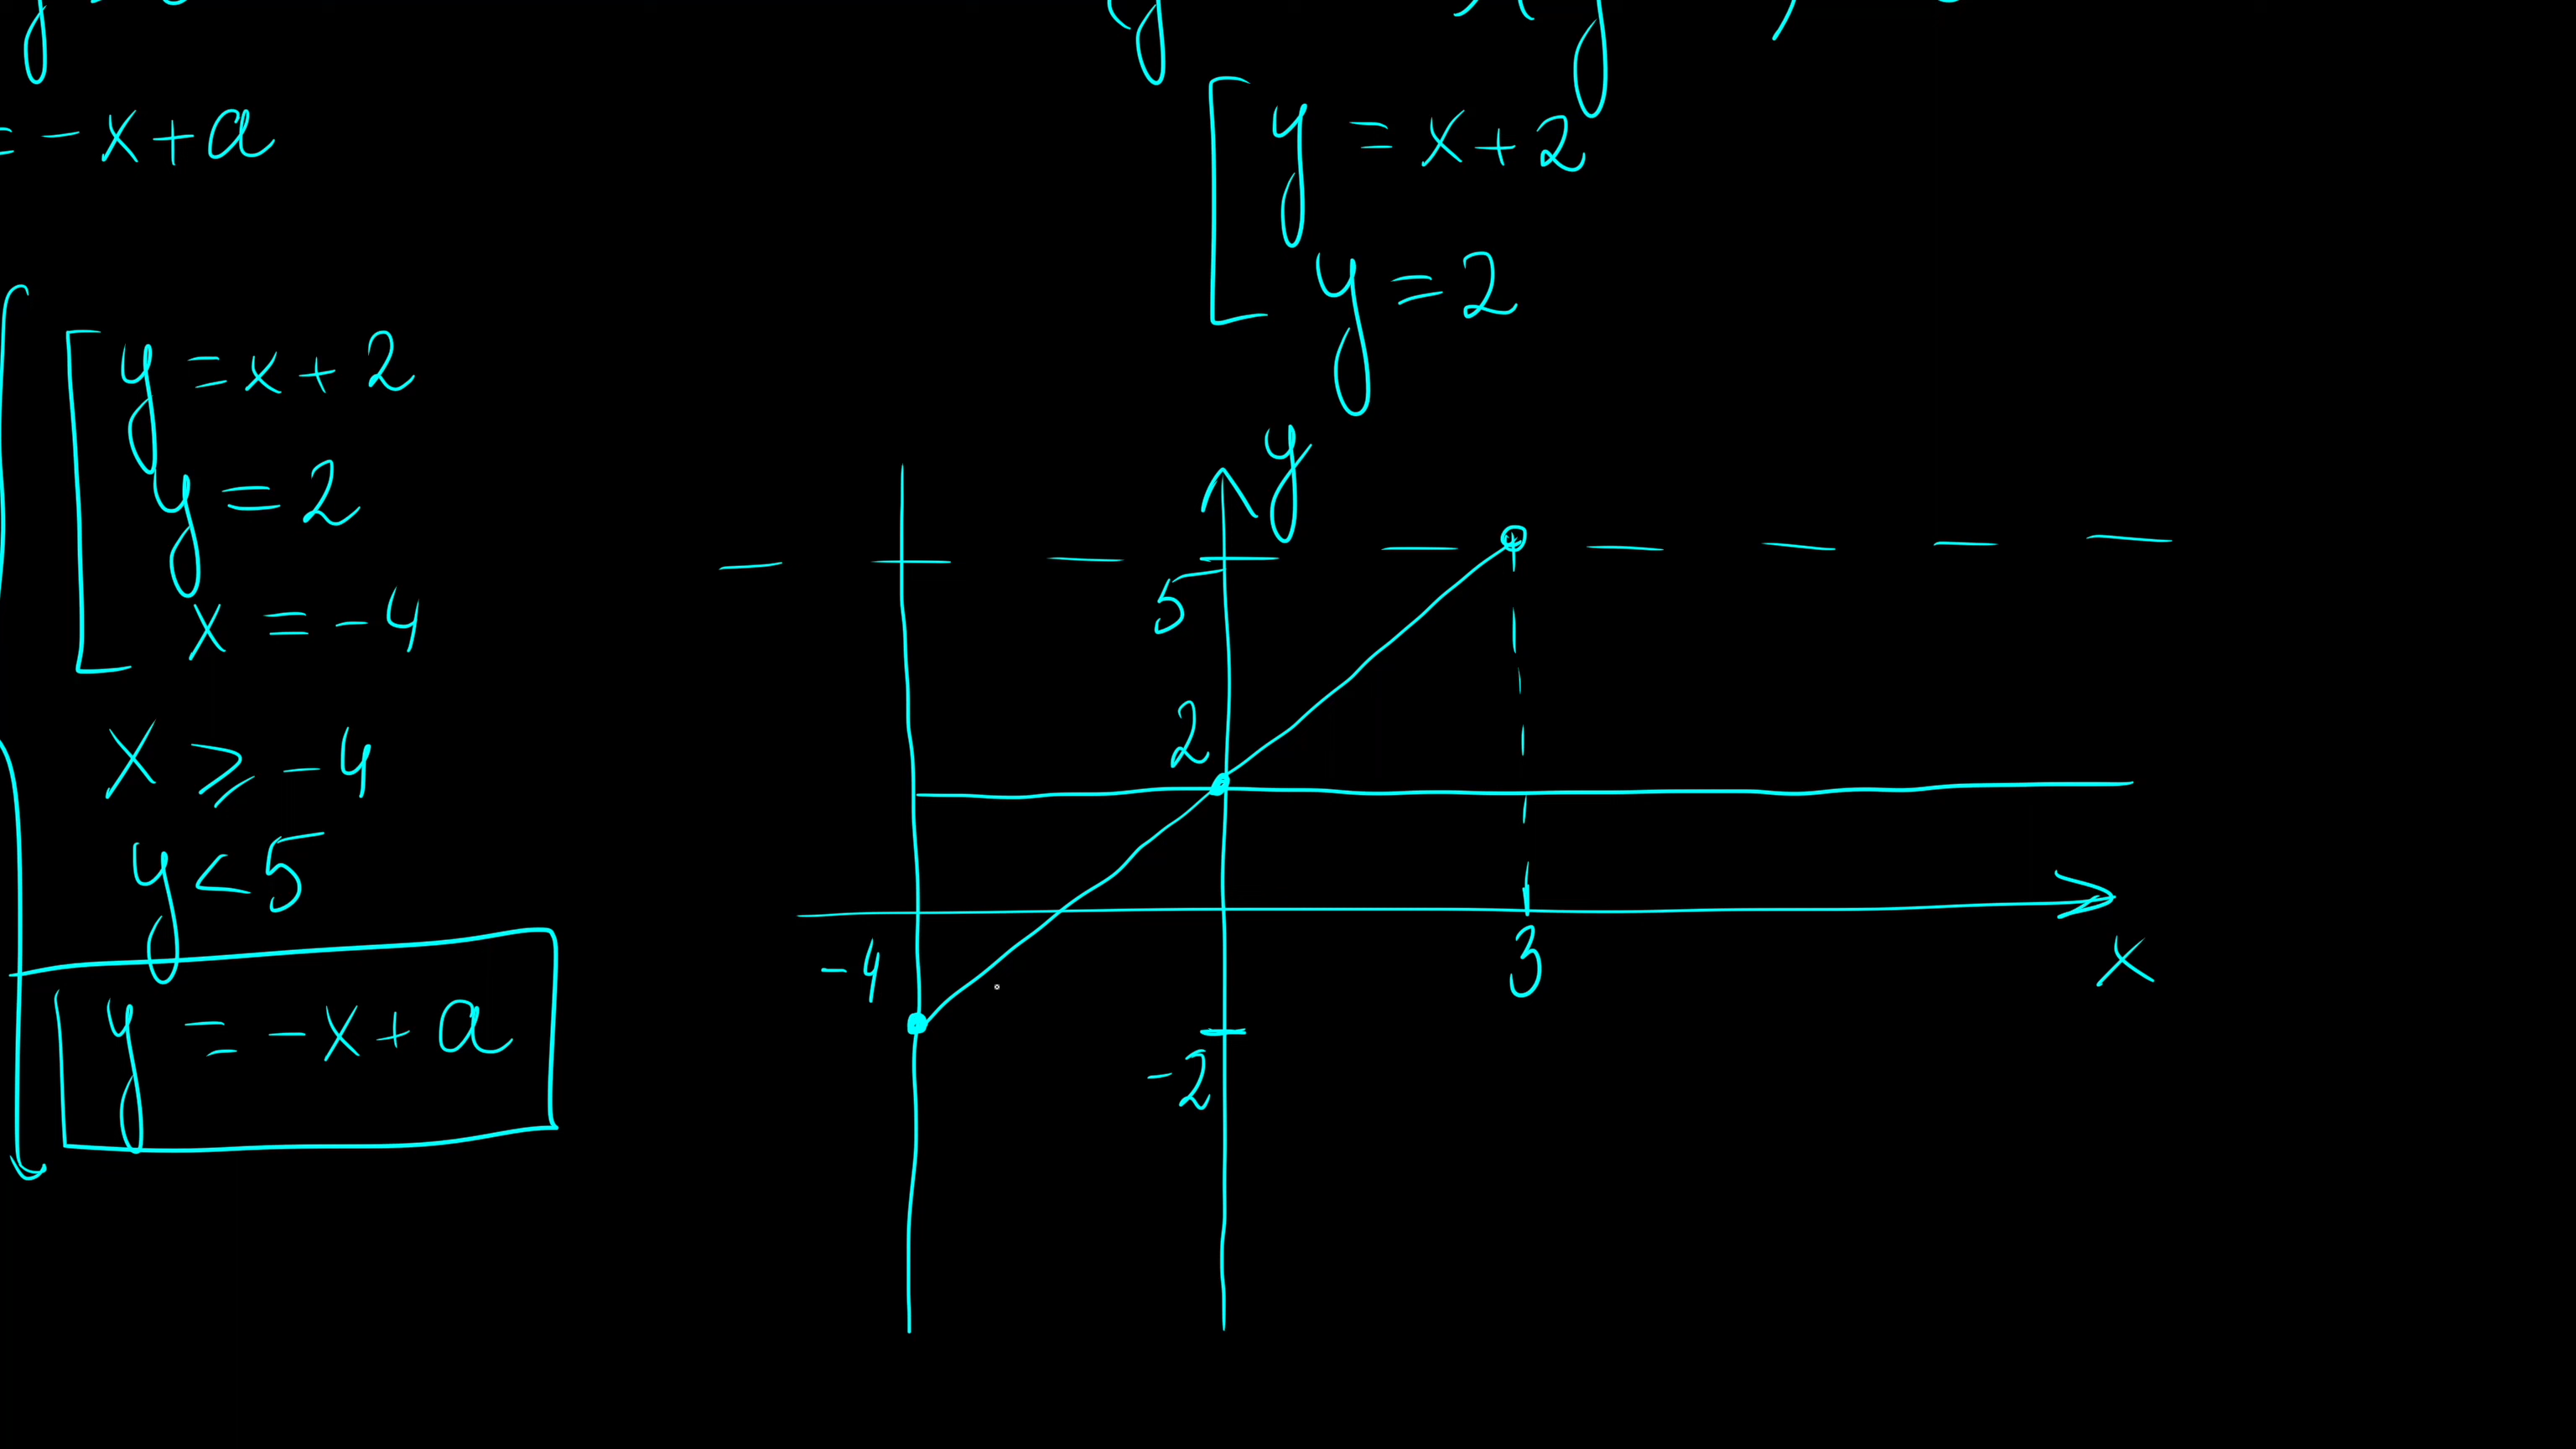 = -x+a
y = x+2
y = 2
y = x+2
y = 2
x = -4
x ⩾ -4
y < 5
y = -x+a
y
5
2
-4
3
x
-2